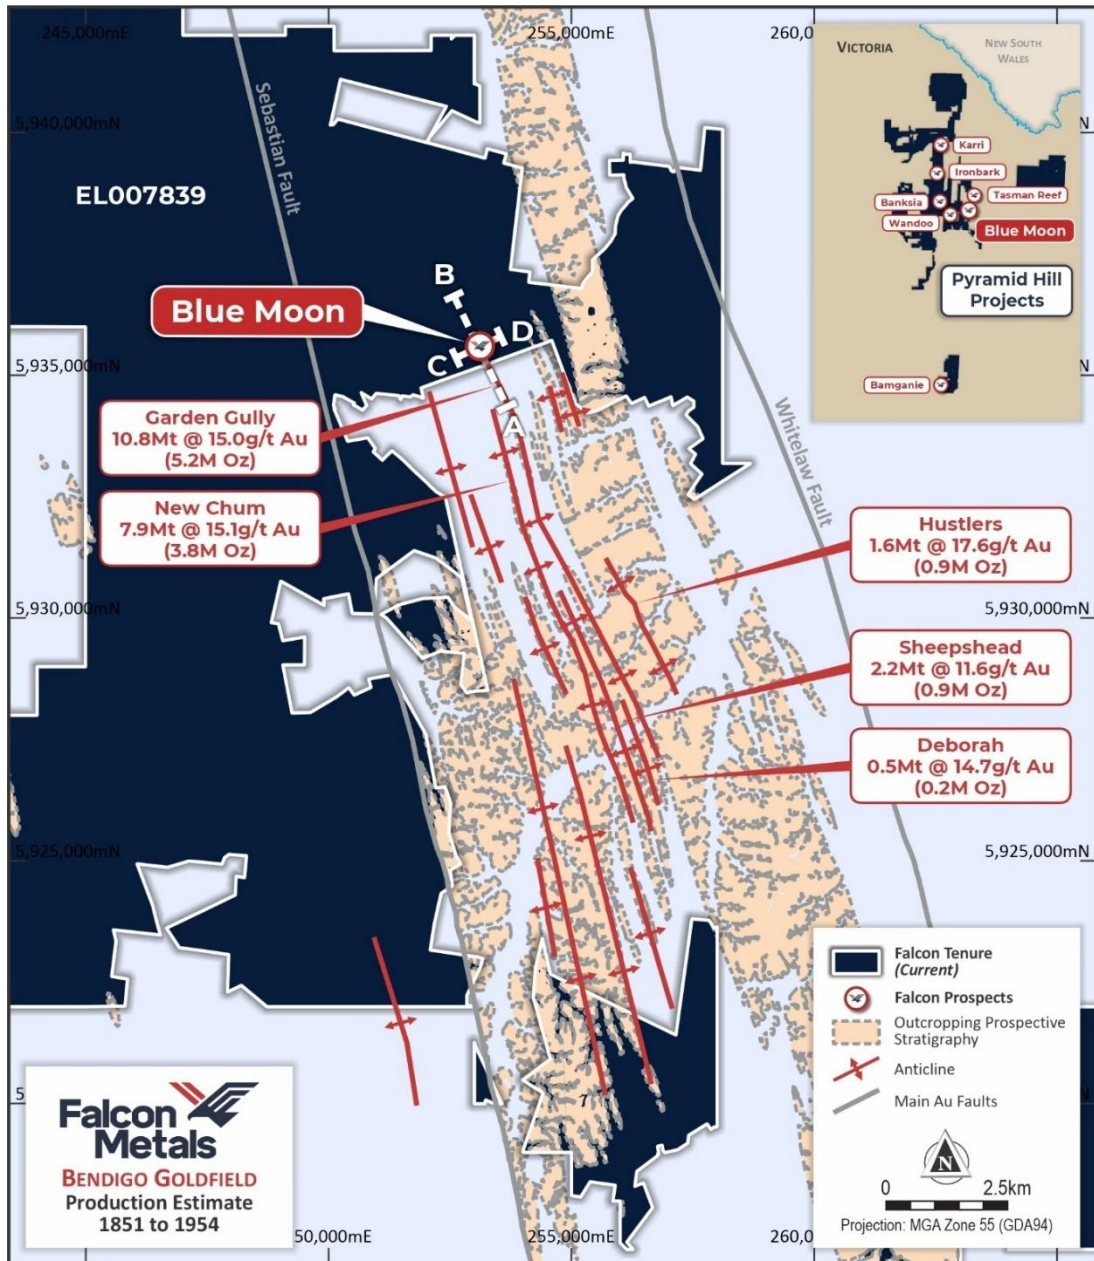 245,000mE
255,000mE
260,0
VICTORIA
NEW SOUTH
WALES
Karri
Ironbark
Banksia
Tasman Reef
Wandoo
Blue Moon
Pyramid Hill
Projects
Bamganie
5,940,000mN
N
Sebastian Fault
EL007839
B
Blue Moon
D
C
A
5,935,000mN
N
Garden Gully
10.8Mt @ 15.0g/t Au
(5.2M Oz)
New Chum
7.9Mt @ 15.1g/t Au
(3.8M Oz)
Whitelaw Fault
Hustlers
1.6Mt @ 17.6g/t Au
(0.9M Oz)
5,930,000mN
5,930,000mN
Sheepshead
2.2Mt @ 11.6g/t Au
(0.9M Oz)
Deborah
0.5Mt @ 14.7g/t Au
(0.2M Oz)
5,925,000mN
5,925,000mN
Falcon Tenure
(Current)
Falcon Prospects
Outcropping Prospective
Stratigraphy
Anticline
Main Au Faults
N
0 2.5km
Projection: MGA Zone 55 (GDA94)
5
N
7
Falcon
Metals
BENDIGO GOLDFIELD
Production Estimate
1851 to 1954
50,000mE
255,000mE
260,0